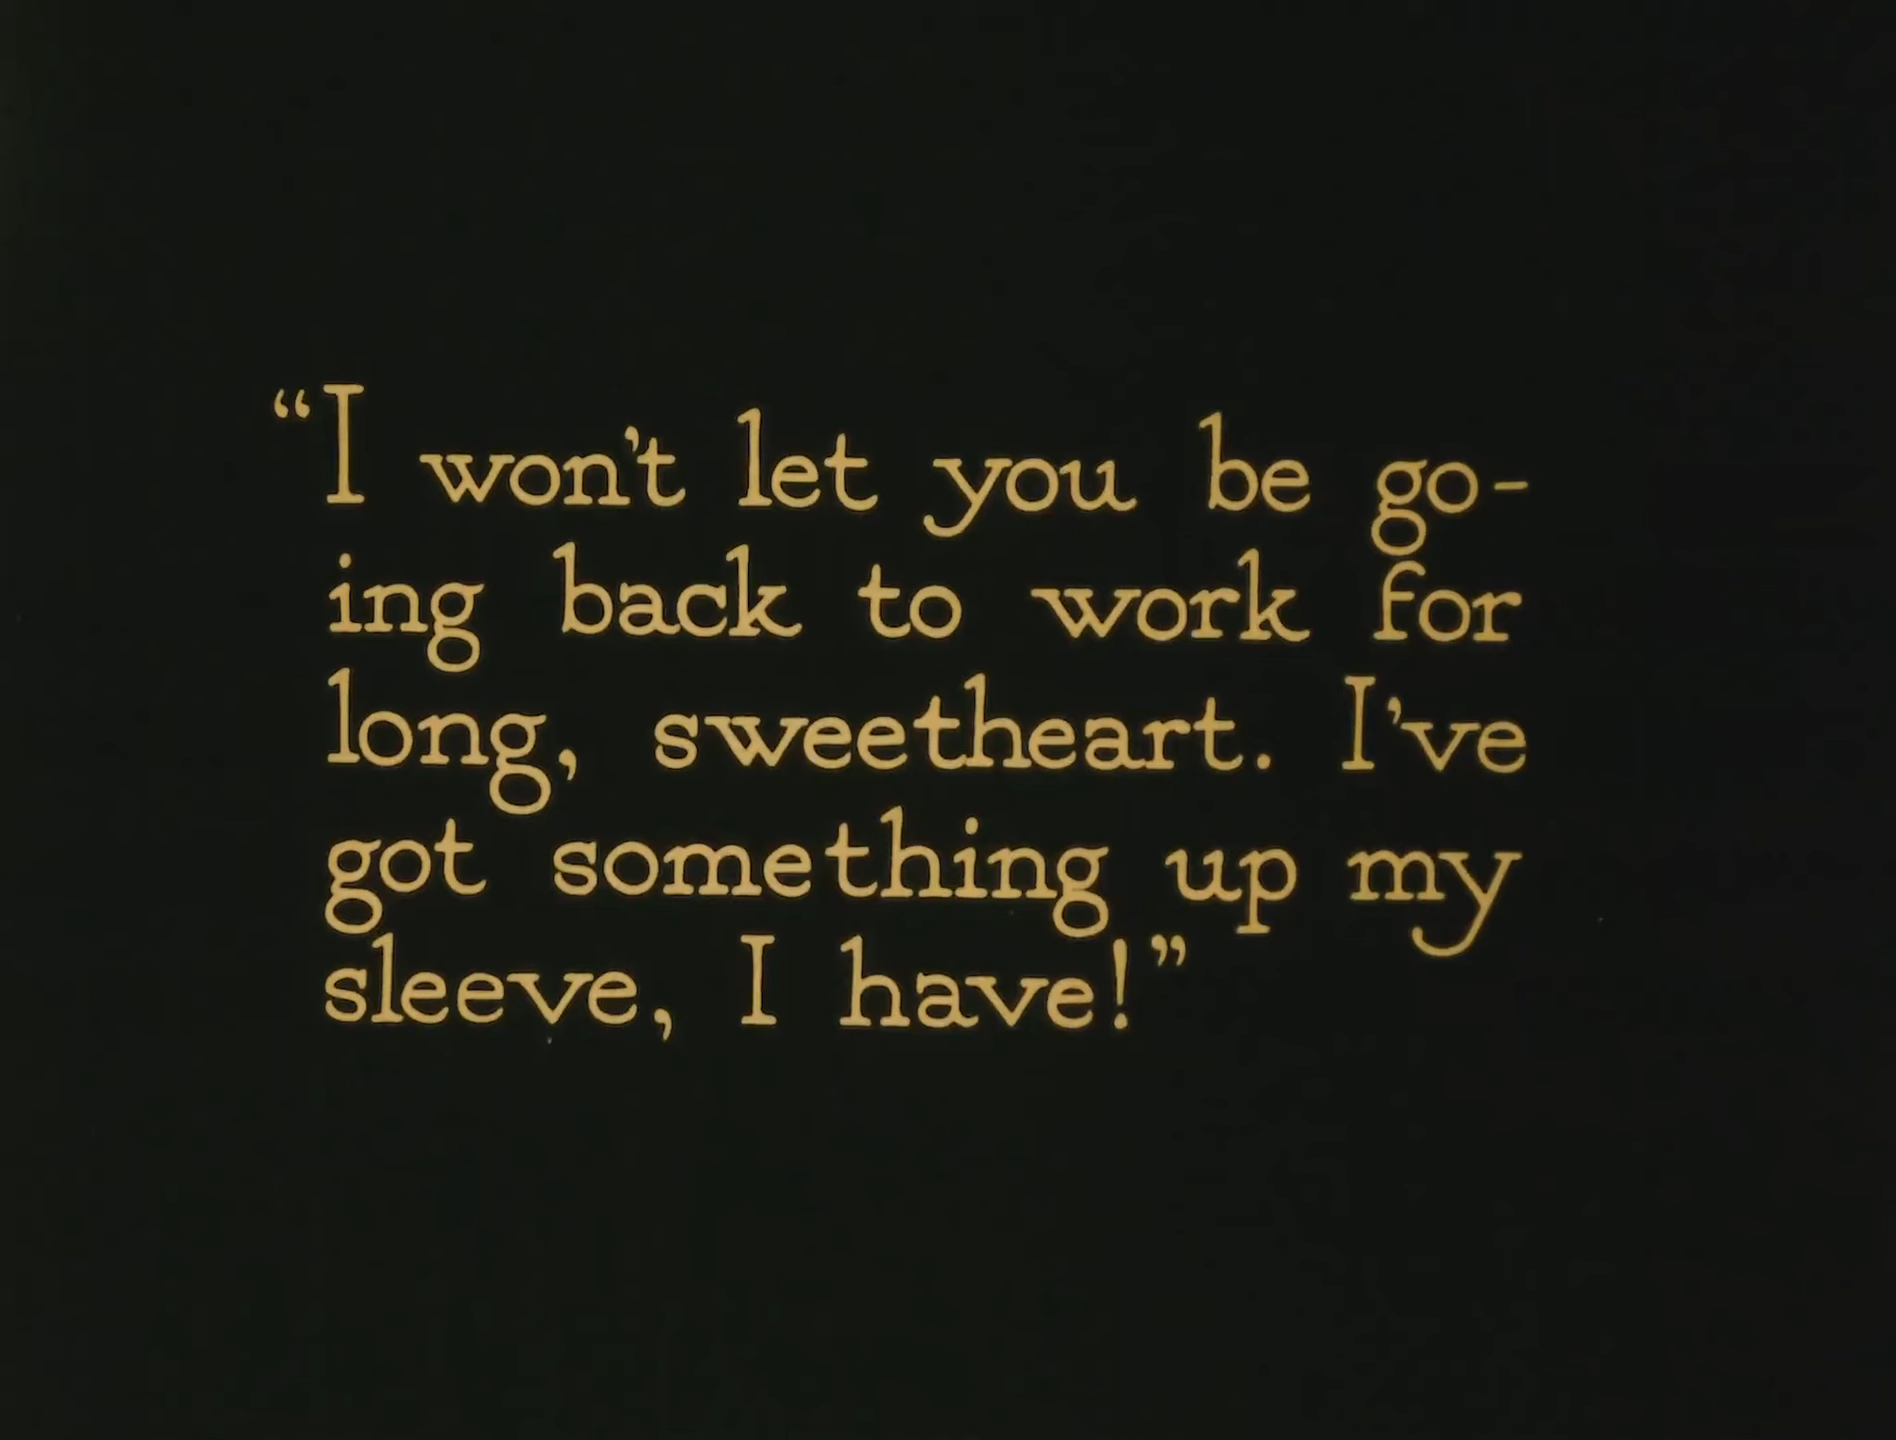 “I won't let you be go-
ing back to work for
long, sweetheart. I've
got something up my
sleeve, I have!”